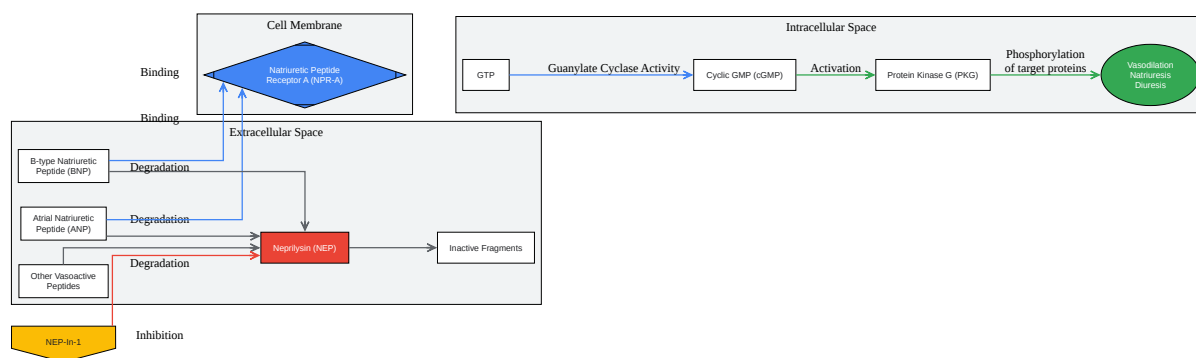 Cell Membrane
Binding
Natriuretic Peptide
Receptor A (NPR-A)
Intracellular Space
GTP
Guanylate Cyclase Activity
Cyclic GMP (cGMP)
Activation
Protein Kinase G (PKG)
Phosphorylation
of target proteins
Vasodilation
Natriuresis
Diuresis
Binding
Extracellular Space
B-type Natriuretic
Peptide (BNP)
Degradation
Atrial Natriuretic
Peptide (ANP)
Degradation
Neprilysin (NEP)
Inactive Fragments
Degradation
Other Vasoactive
Peptides
NEP-In-1
Inhibition